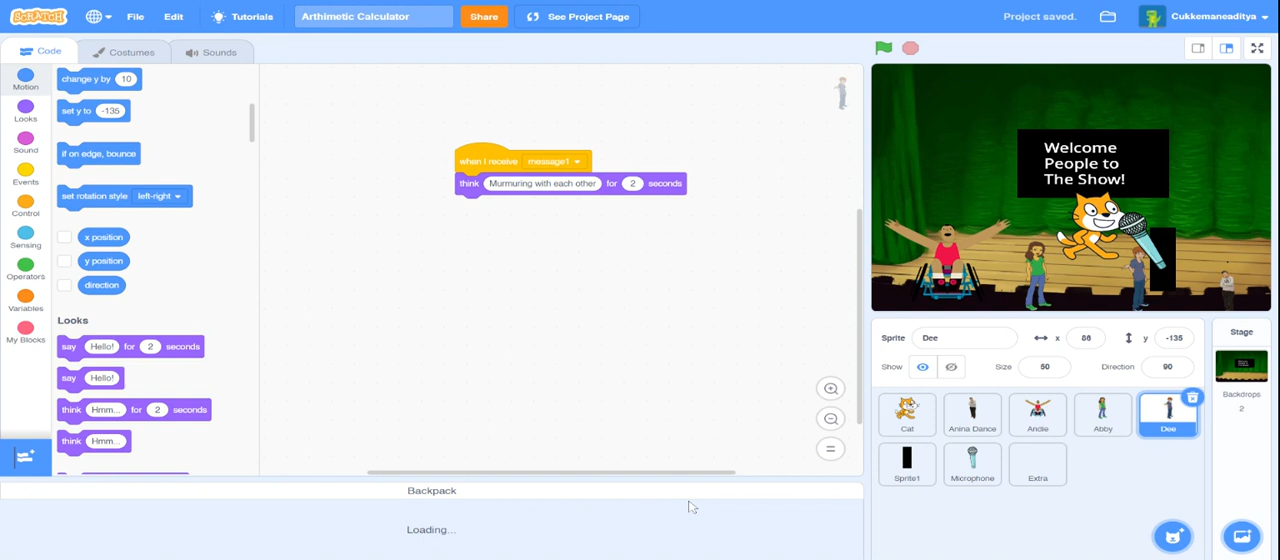 SCRATCH File Edit Tutorials Arthimetic Calculator Share See Project Page Project saved. Cukkemaneaditya
Code Costumes Sounds
Motion
Looks
Sound
Events
Control
Sensing
Operators
Variables
My Blocks
change y by 10
set y to -135
if on edge, bounce
set rotation style left-right
x position
y position
direction
Looks
say Hello! for 2 seconds
say Hello!
think Hmm... for 2 seconds
think Hmm...
when I receive message1
think Murmuring with each other for 2 seconds
Backpack
Loading...
Welcome
People to
The Show!
Sprite Dee x 86 y -135
Show Size 50 Direction 90
Cat Anina Dance Andie Abby Dee
Sprite1 Microphone Extra
Stage
Backdrops
2